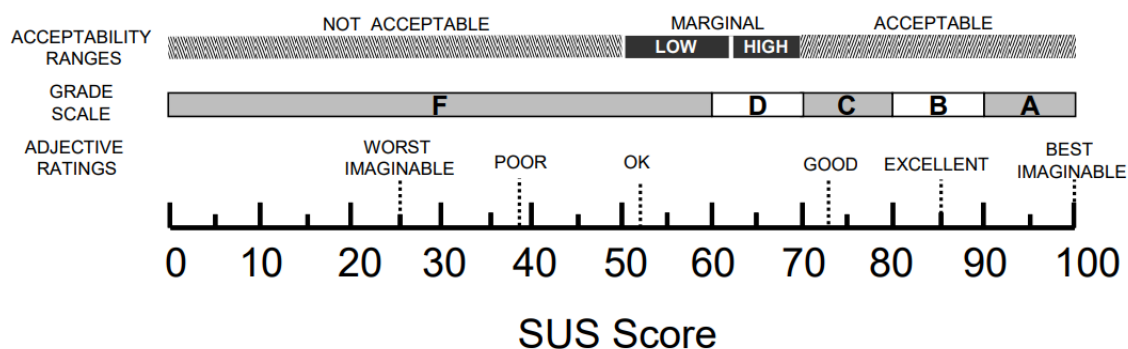 NOT ACCEPTABLE
MARGINAL
ACCEPTABLE
ACCEPTABILITY
RANGES
LOW
HIGH
GRADE
SCALE
F
D
C
B
A
ADJECTIVE
RATINGS
WORST
IMAGINABLE
POOR
OK
GOOD
EXCELLENT
BEST
IMAGINABLE
0 10 20 30 40 50 60 70 80 90 100
SUS Score